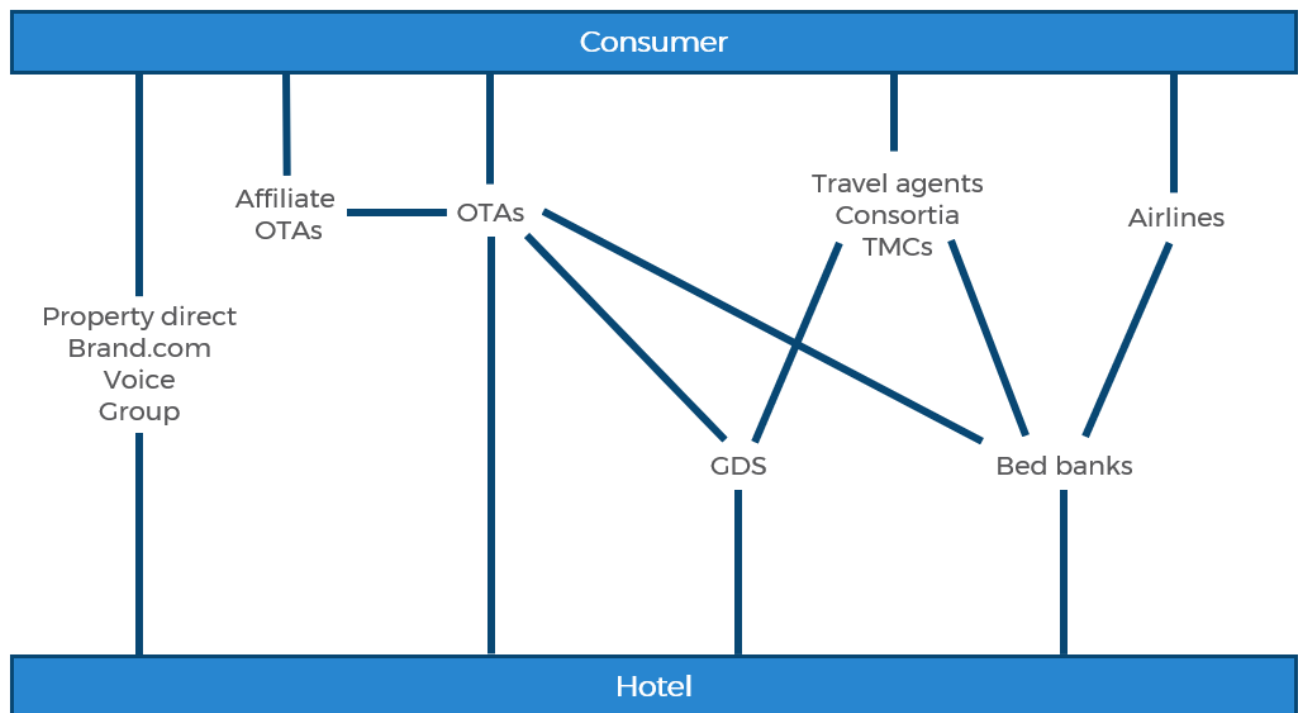 Consumer
Affiliate
OTAs
OTAs
Travel agents
Consortia
TMCs
Airlines
Property direct
Brand.com
Voice
Group
GDS
Bed banks
Hotel